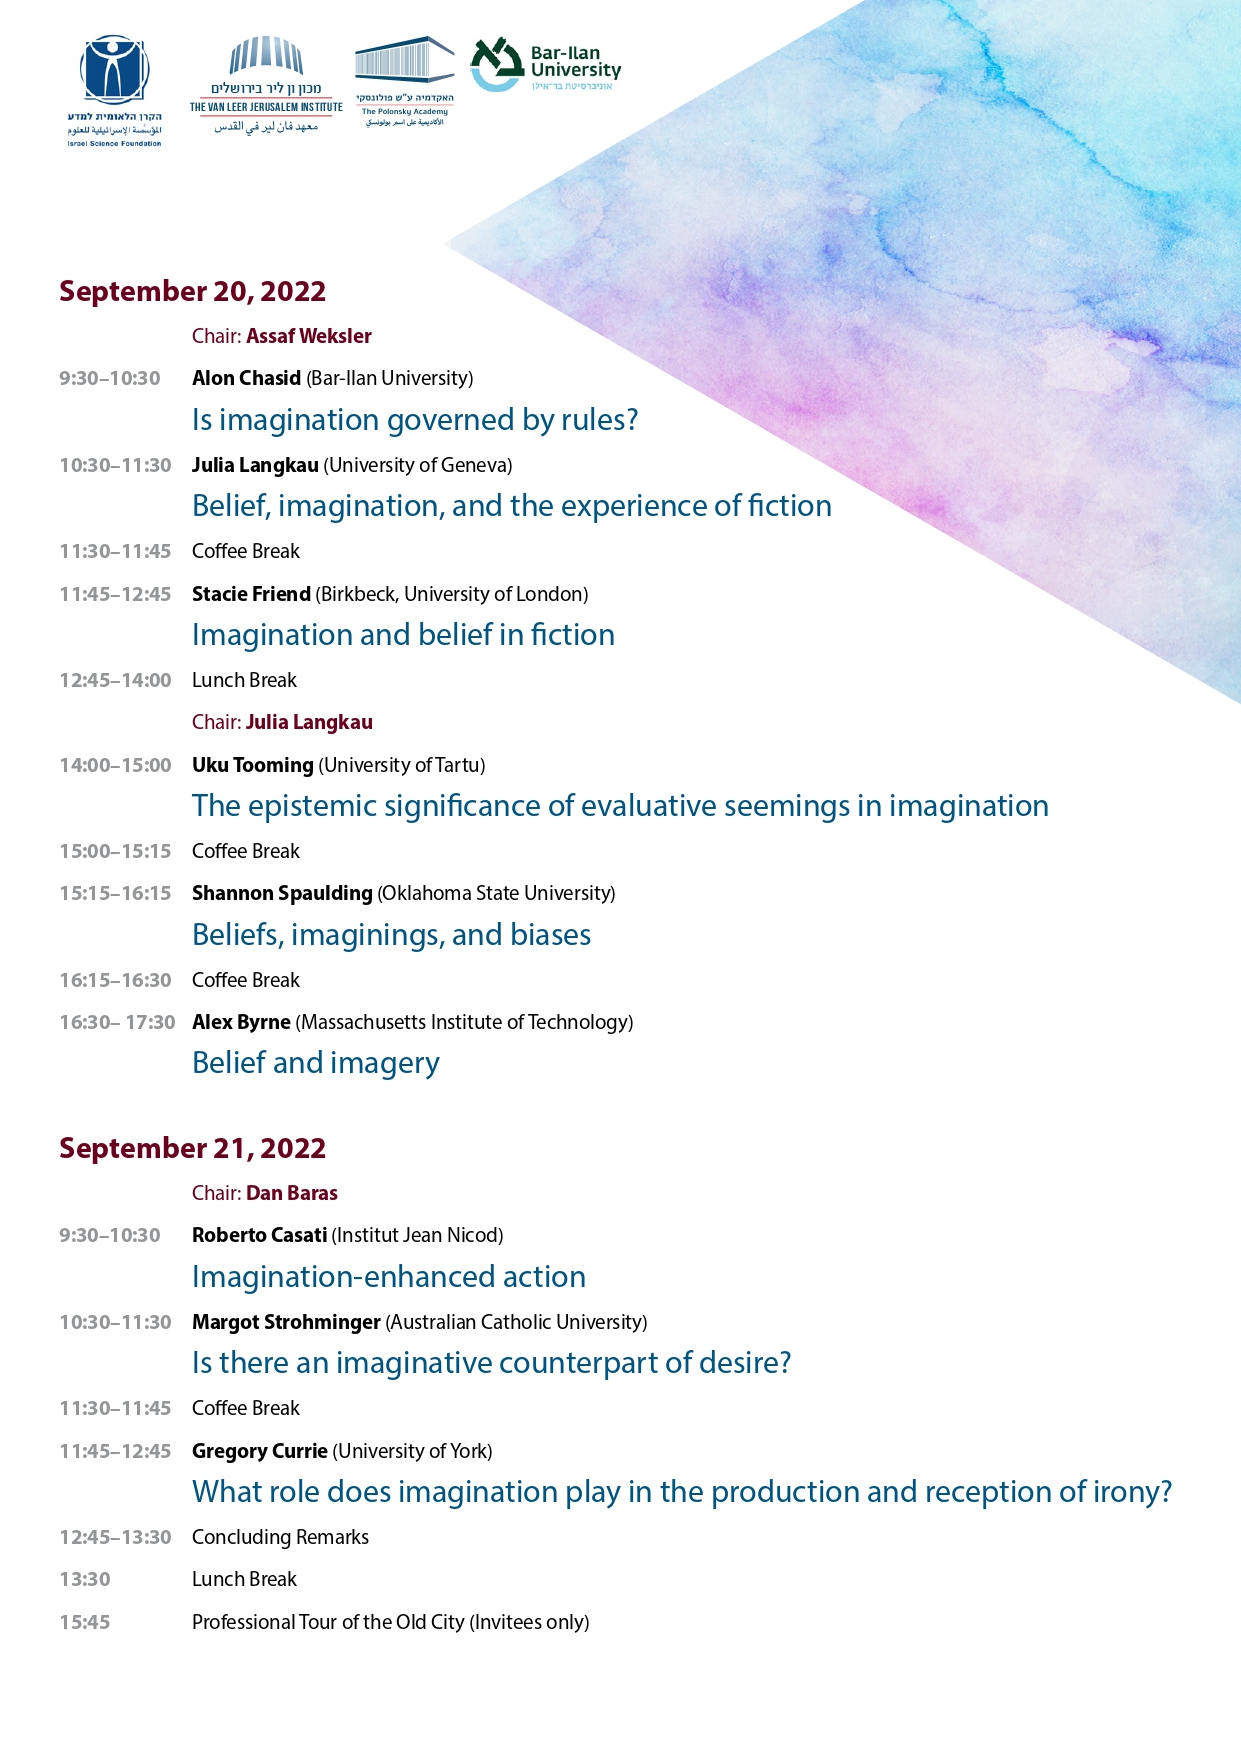 הקרן הלאומית למדע
المؤسسة الإسرائيلية للعلوم
Israel Science Foundation
מכון ון ליר בירושלים
THE VAN LEER JERUSALEM INSTITUTE
معهد فان لير في القدس
האקדמיה ע"ש פולונסקי
The Polonsky Academy
الأكاديمية على اسم بولونسكي
Bar-Ilan
University
אוניברסיטת בר־אילן
September 20, 2022
Chair: Assaf Weksler
9:30–10:30 Alon Chasid (Bar-Ilan University)
Is imagination governed by rules?
10:30–11:30 Julia Langkau (University of Geneva)
Belief, imagination, and the experience of fiction
11:30–11:45 Coffee Break
11:45–12:45 Stacie Friend (Birkbeck, University of London)
Imagination and belief in fiction
12:45–14:00 Lunch Break
Chair: Julia Langkau
14:00–15:00 Uku Tooming (University of Tartu)
The epistemic significance of evaluative seemings in imagination
15:00–15:15 Coffee Break
15:15–16:15 Shannon Spaulding (Oklahoma State University)
Beliefs, imaginings, and biases
16:15–16:30 Coffee Break
16:30– 17:30 Alex Byrne (Massachusetts Institute of Technology)
Belief and imagery
September 21, 2022
Chair: Dan Baras
9:30–10:30 Roberto Casati (Institut Jean Nicod)
Imagination-enhanced action
10:30–11:30 Margot Strohminger (Australian Catholic University)
Is there an imaginative counterpart of desire?
11:30–11:45 Coffee Break
11:45–12:45 Gregory Currie (University of York)
What role does imagination play in the production and reception of irony?
12:45–13:30 Concluding Remarks
13:30 Lunch Break
15:45 Professional Tour of the Old City (Invitees only)